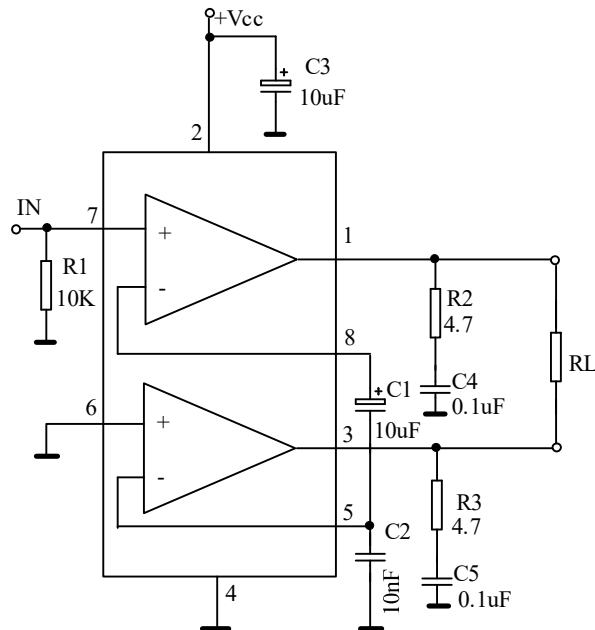 +Vcc
C3
10uF
2
IN
7
+
1
R1
10K
-
R2
4.7
8
RL
C4
0.1uF
+
C1
10uF
6
+
3
-
R3
4.7
5
C2
10nF
C5
0.1uF
4
+